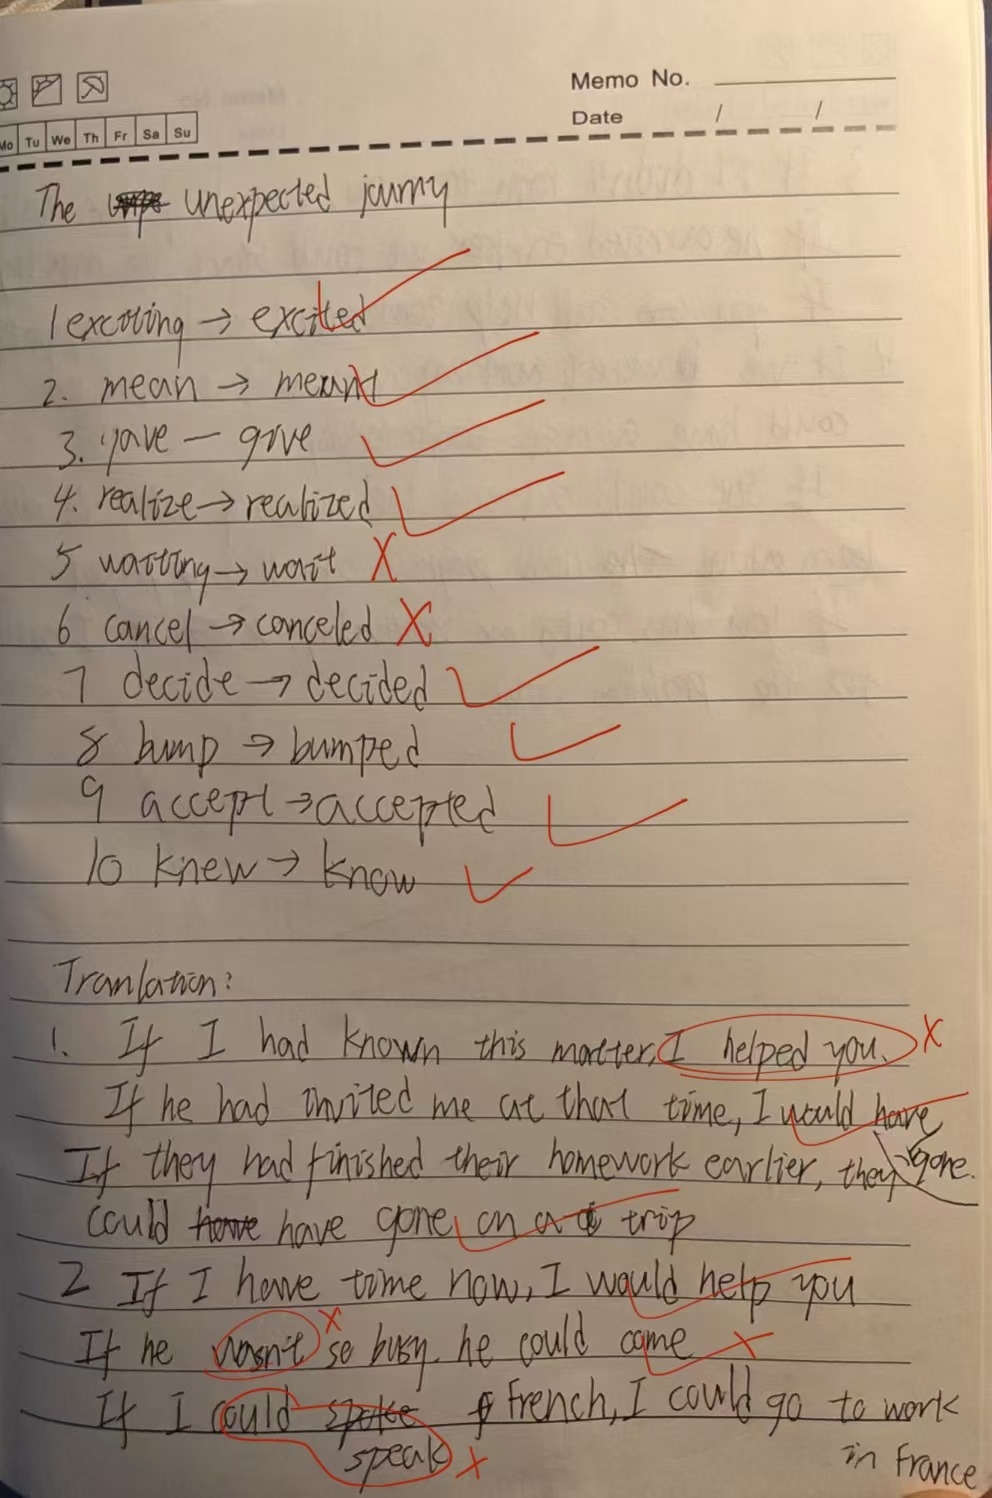 Memo No.
Date / /
Mo Tu We Th Fr Sa Su
The unexpected journy
1 exciting → excited
2. mean → meant
3. gave — give
4. realize → realized
5 waiting → wait X
6 cancel → canceled X
7 decide → decided
8 bump → bumped
9 accept → accepted
10 knew → know
Tranlation:
1. If I had known this matter, I helped you. X
If he had invited me at that time, I would have gone.
If they had finished their homework earlier, they
could have gone on a trip
2 If I have time now, I would help you
If he wasn't X so busy. he could come
If I could speak French, I could go to work
in France